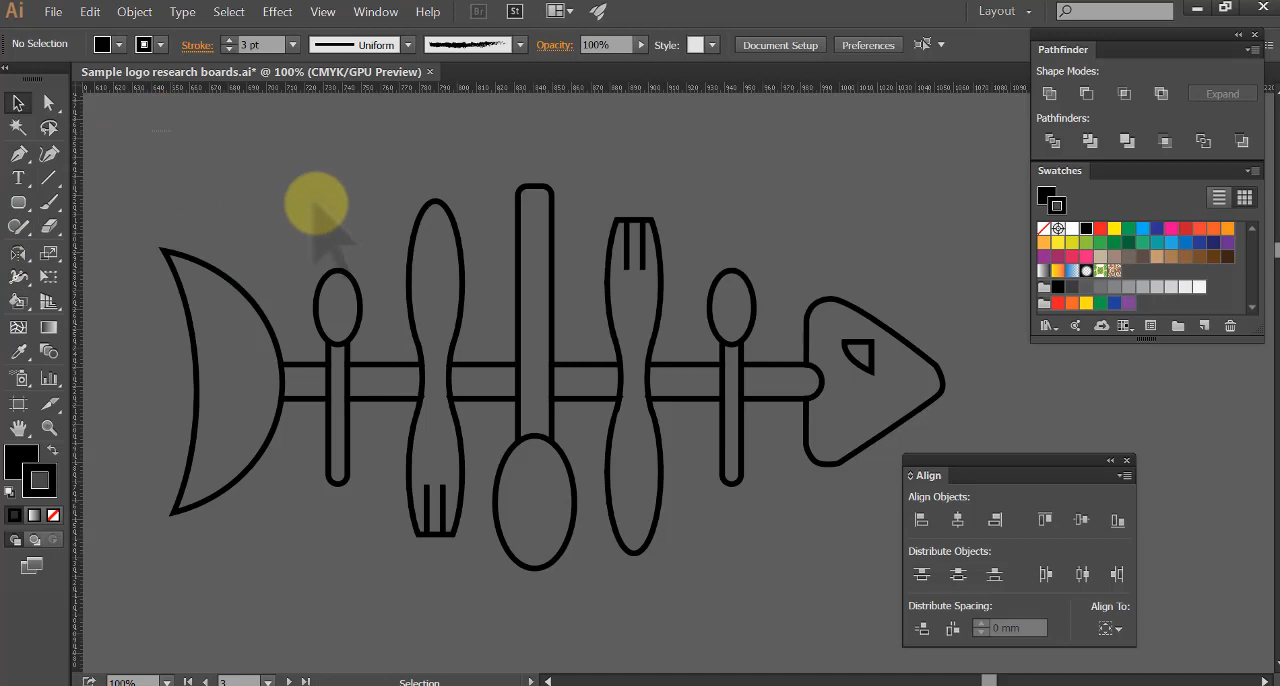 Ai File Edit Object Type Select Effect View Window Help Br St Layout
No Selection Stroke: 3 pt Uniform Opacity: 100% Style: Document Setup Preferences
Sample logo research boards.ai* @ 100% (CMYK/GPU Preview) ×
Pathfinder
Shape Modes:
Expand
Pathfinders:
Swatches
Align
Align Objects:
Distribute Objects:
Distribute Spacing: Align To:
0 mm
100% 3 Selection